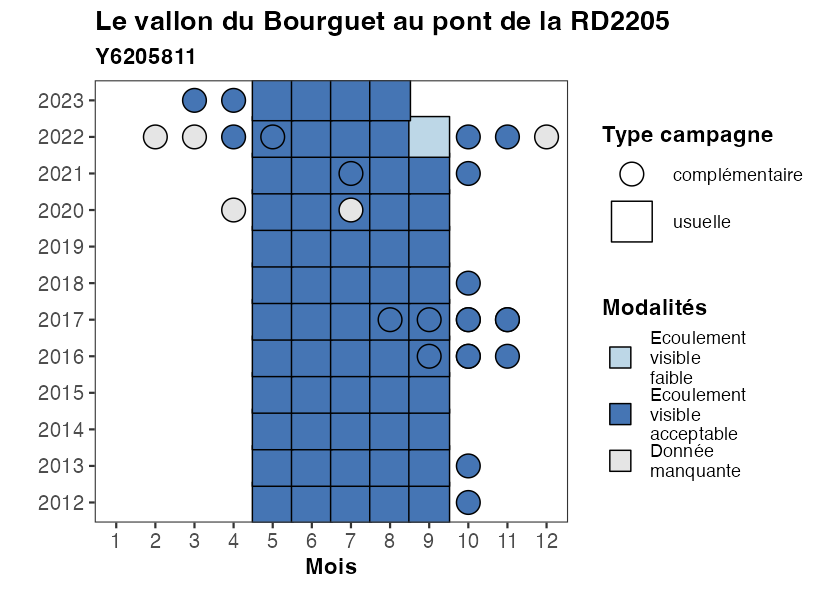 Le vallon du Bourguet au pont de la RD2205
Y6205811
2023
2022
2021
2020
2019
2018
2017
2016
2015
2014
2013
2012
1 2 3 4 5 6 7 8 9 10 11 12
Mois
Type campagne
complémentaire
usuelle
Modalités
Ecoulement
visible
faible
Ecoulement
visible
acceptable
Donnée
manquante